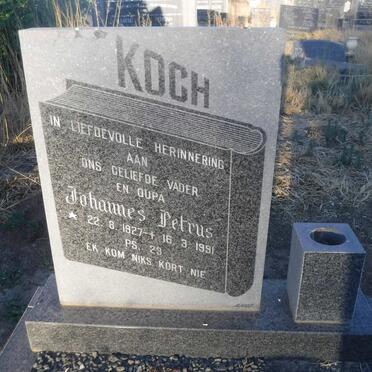 KOCH
IN LIEFDEVOLLE HERINNERING
AAN
ONS GELIEFDE VADER
EN OUPA
Johannes Petrus
* 22. 8. 1927 - † 16. 3. 1991
PS. 23
EK KOM NIKS KORT NIE